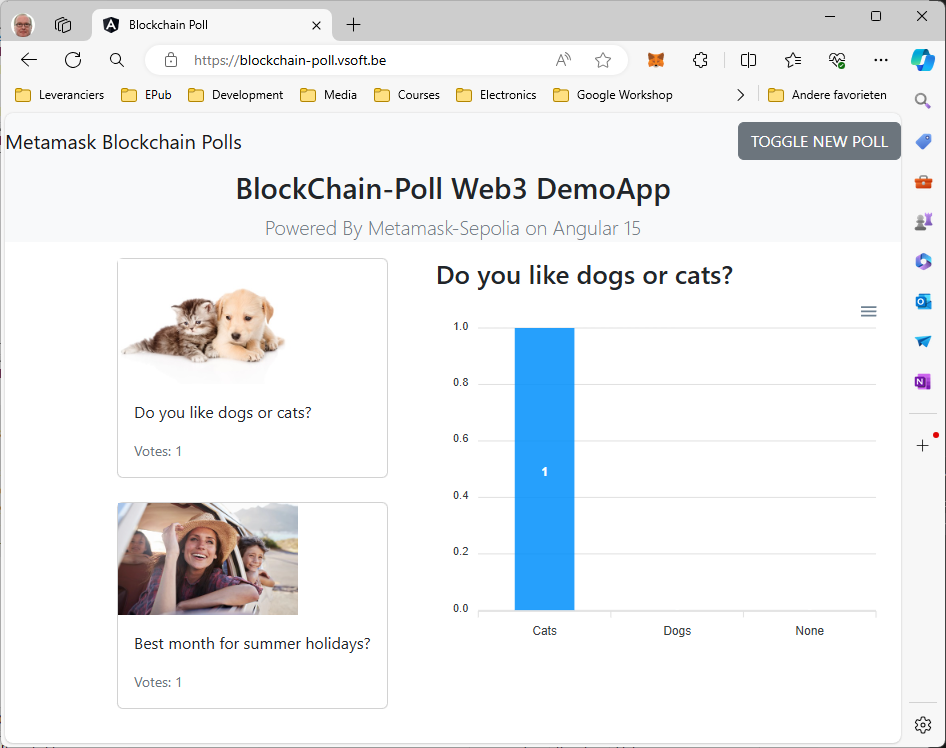 Blockchain Poll
https://blockchain-poll.vsoft.be
Leveranciers EPub Development Media Courses Electronics Google Workshop Andere favorieten
Metamask Blockchain Polls
TOGGLE NEW POLL
BlockChain-Poll Web3 DemoApp
Powered By Metamask-Sepolia on Angular 15
Do you like dogs or cats?
Votes: 1
Best month for summer holidays?
Votes: 1
Do you like dogs or cats?
1.0
0.8
0.6
0.4
0.2
0.0
1
Cats Dogs None